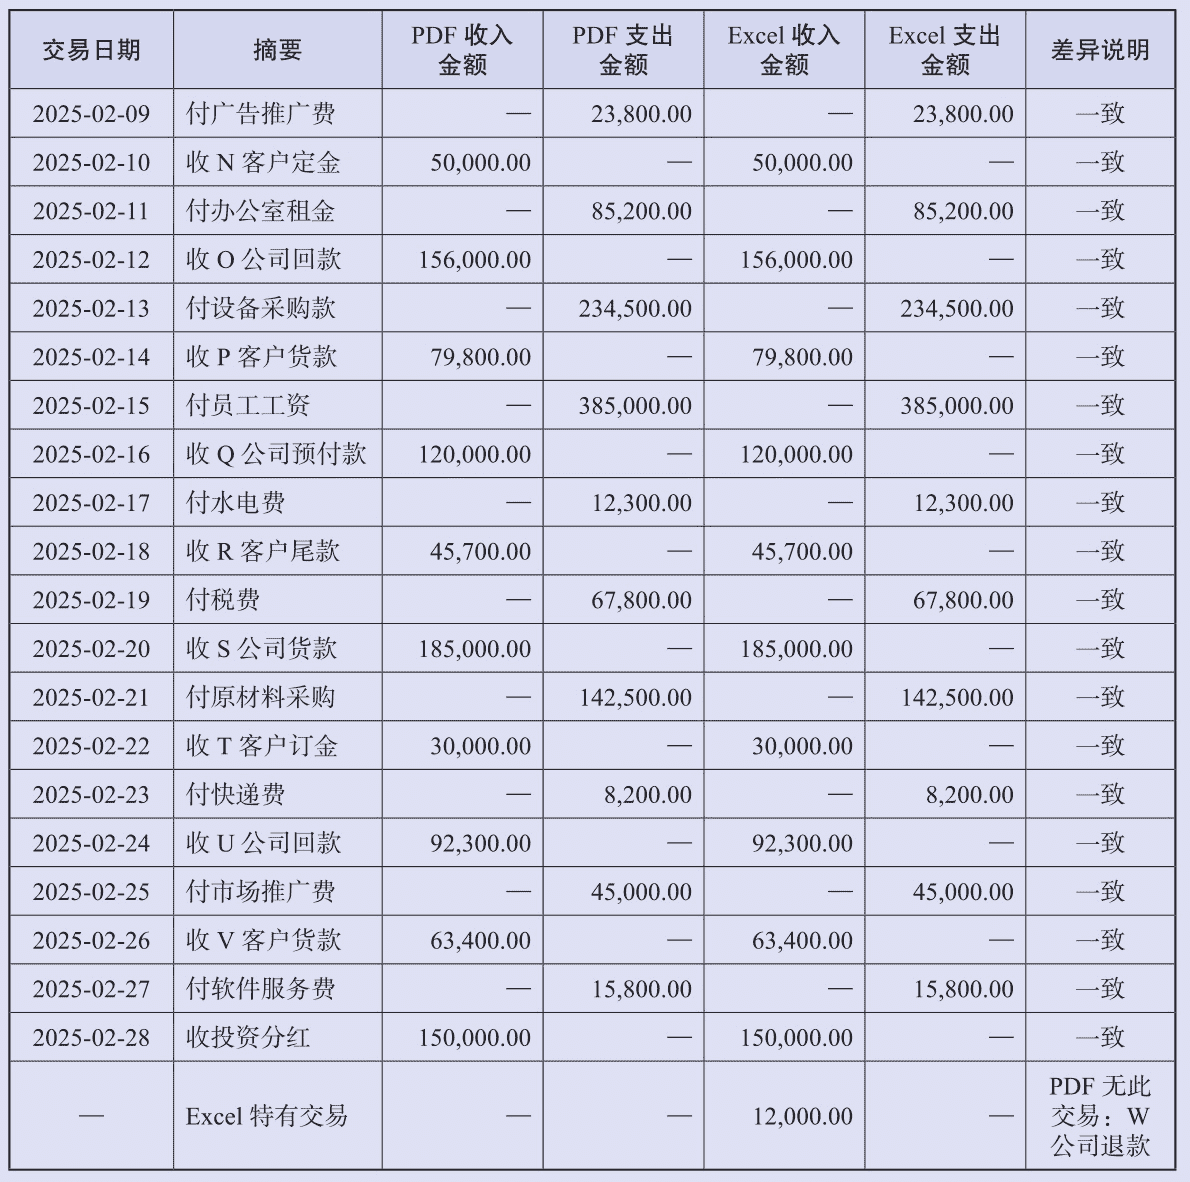 交易日期 摘要 PDF 收入金额 PDF 支出金额 Excel 收入金额 Excel 支出金额 差异说明
2025-02-09 付广告推广费 — 23,800.00 — 23,800.00 一致
2025-02-10 收 N 客户定金 50,000.00 — 50,000.00 — 一致
2025-02-11 付办公室租金 — 85,200.00 — 85,200.00 一致
2025-02-12 收 O 公司回款 156,000.00 — 156,000.00 — 一致
2025-02-13 付设备采购款 — 234,500.00 — 234,500.00 一致
2025-02-14 收 P 客户货款 79,800.00 — 79,800.00 — 一致
2025-02-15 付员工工资 — 385,000.00 — 385,000.00 一致
2025-02-16 收 Q 公司预付款 120,000.00 — 120,000.00 — 一致
2025-02-17 付水电费 — 12,300.00 — 12,300.00 一致
2025-02-18 收 R 客户尾款 45,700.00 — 45,700.00 — 一致
2025-02-19 付税费 — 67,800.00 — 67,800.00 一致
2025-02-20 收 S 公司货款 185,000.00 — 185,000.00 — 一致
2025-02-21 付原材料采购 — 142,500.00 — 142,500.00 一致
2025-02-22 收 T 客户订金 30,000.00 — 30,000.00 — 一致
2025-02-23 付快递费 — 8,200.00 — 8,200.00 一致
2025-02-24 收 U 公司回款 92,300.00 — 92,300.00 — 一致
2025-02-25 付市场推广费 — 45,000.00 — 45,000.00 一致
2025-02-26 收 V 客户货款 63,400.00 — 63,400.00 — 一致
2025-02-27 付软件服务费 — 15,800.00 — 15,800.00 一致
2025-02-28 收投资分红 150,000.00 — 150,000.00 — 一致
— Excel 特有交易 — — 12,000.00 — PDF 无此交易：W 公司退款